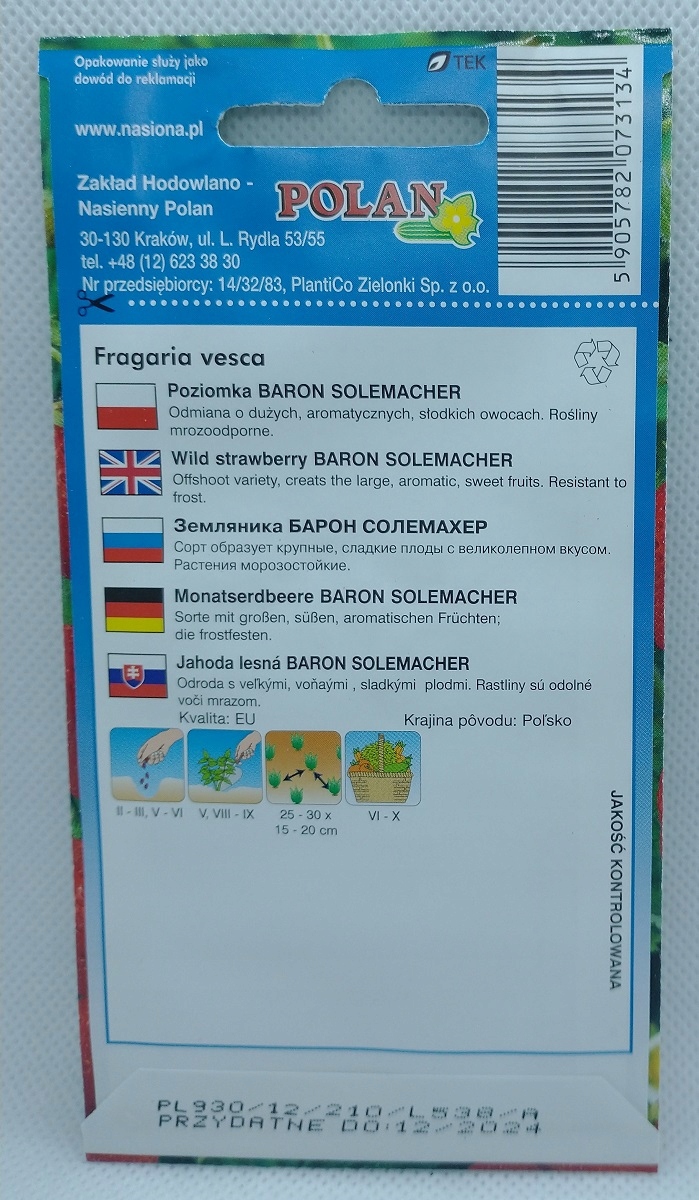 Opakowanie służy jako
dowód do reklamacji
TEK
www.nasiona.pl
Zakład Hodowlano -
Nasienny Polan
POLAN
30-130 Kraków, ul. L. Rydla 53/55
tel. +48 (12) 623 38 30
Nr przedsiębiorcy: 14/32/83, PlantiCo Zielonki Sp. z o.o.
5 905782 073134
Fragaria vesca
Poziomka BARON SOLEMACHER
Odmiana o dużych, aromatycznych, słodkich owocach. Rośliny
mrozoodporne.
Wild strawberry BARON SOLEMACHER
Offshoot variety, creats the large, aromatic, sweet fruits. Resistant to
frost.
Земляника БАРОН СОЛЕМАХЕР
Сорт образует крупные, сладкие плоды с великолепном вкусом.
Растения морозостойкие.
Monatserdbeere BARON SOLEMACHER
Sorte mit großen, süßen, aromatischen Früchten;
die frostfesten.
Jahoda lesná BARON SOLEMACHER
Odroda s veľkými, voňaými , sladkými plodmi. Rastliny sú odolné
voči mrazom.
Kvalita: EU
Krajina pôvodu: Poľsko
II - III, V - VI
V, VIII - IX
25 - 30 x
15 - 20 cm
VI - X
JAKOŚĆ KONTROLOWANA
PL930/12/210/L538/A
PRZYDATNE DO:12/2024